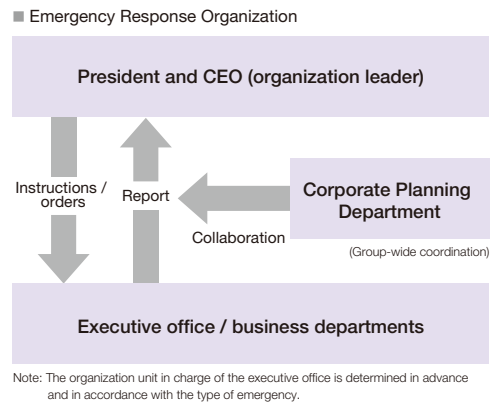 ■ Emergency Response Organization
President and CEO (organization leader)
Instructions /
orders
Report
Corporate Planning
Department
Collaboration
(Group-wide coordination)
Executive office / business departments
Note: The organization unit in charge of the executive office is determined in advance
and in accordance with the type of emergency.